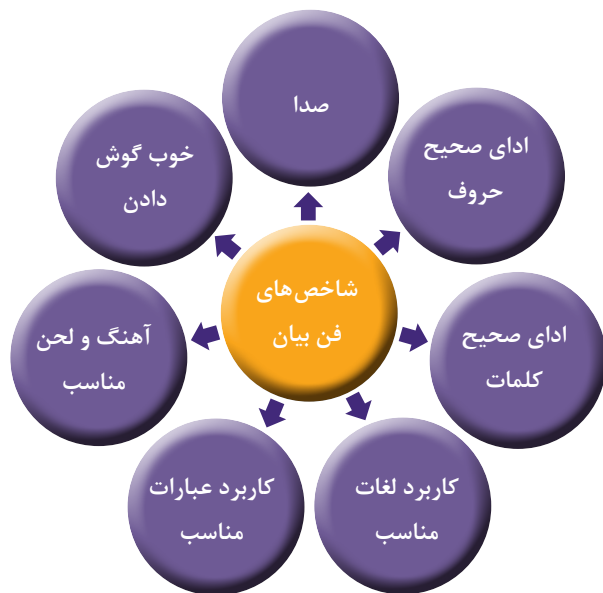 شاخص‌های
فن بیان
صدا
ادای صحیح
حروف
ادای صحیح
کلمات
کاربرد لغات
مناسب
کاربرد عبارات
مناسب
آهنگ و لحن
مناسب
خوب گوش
دادن